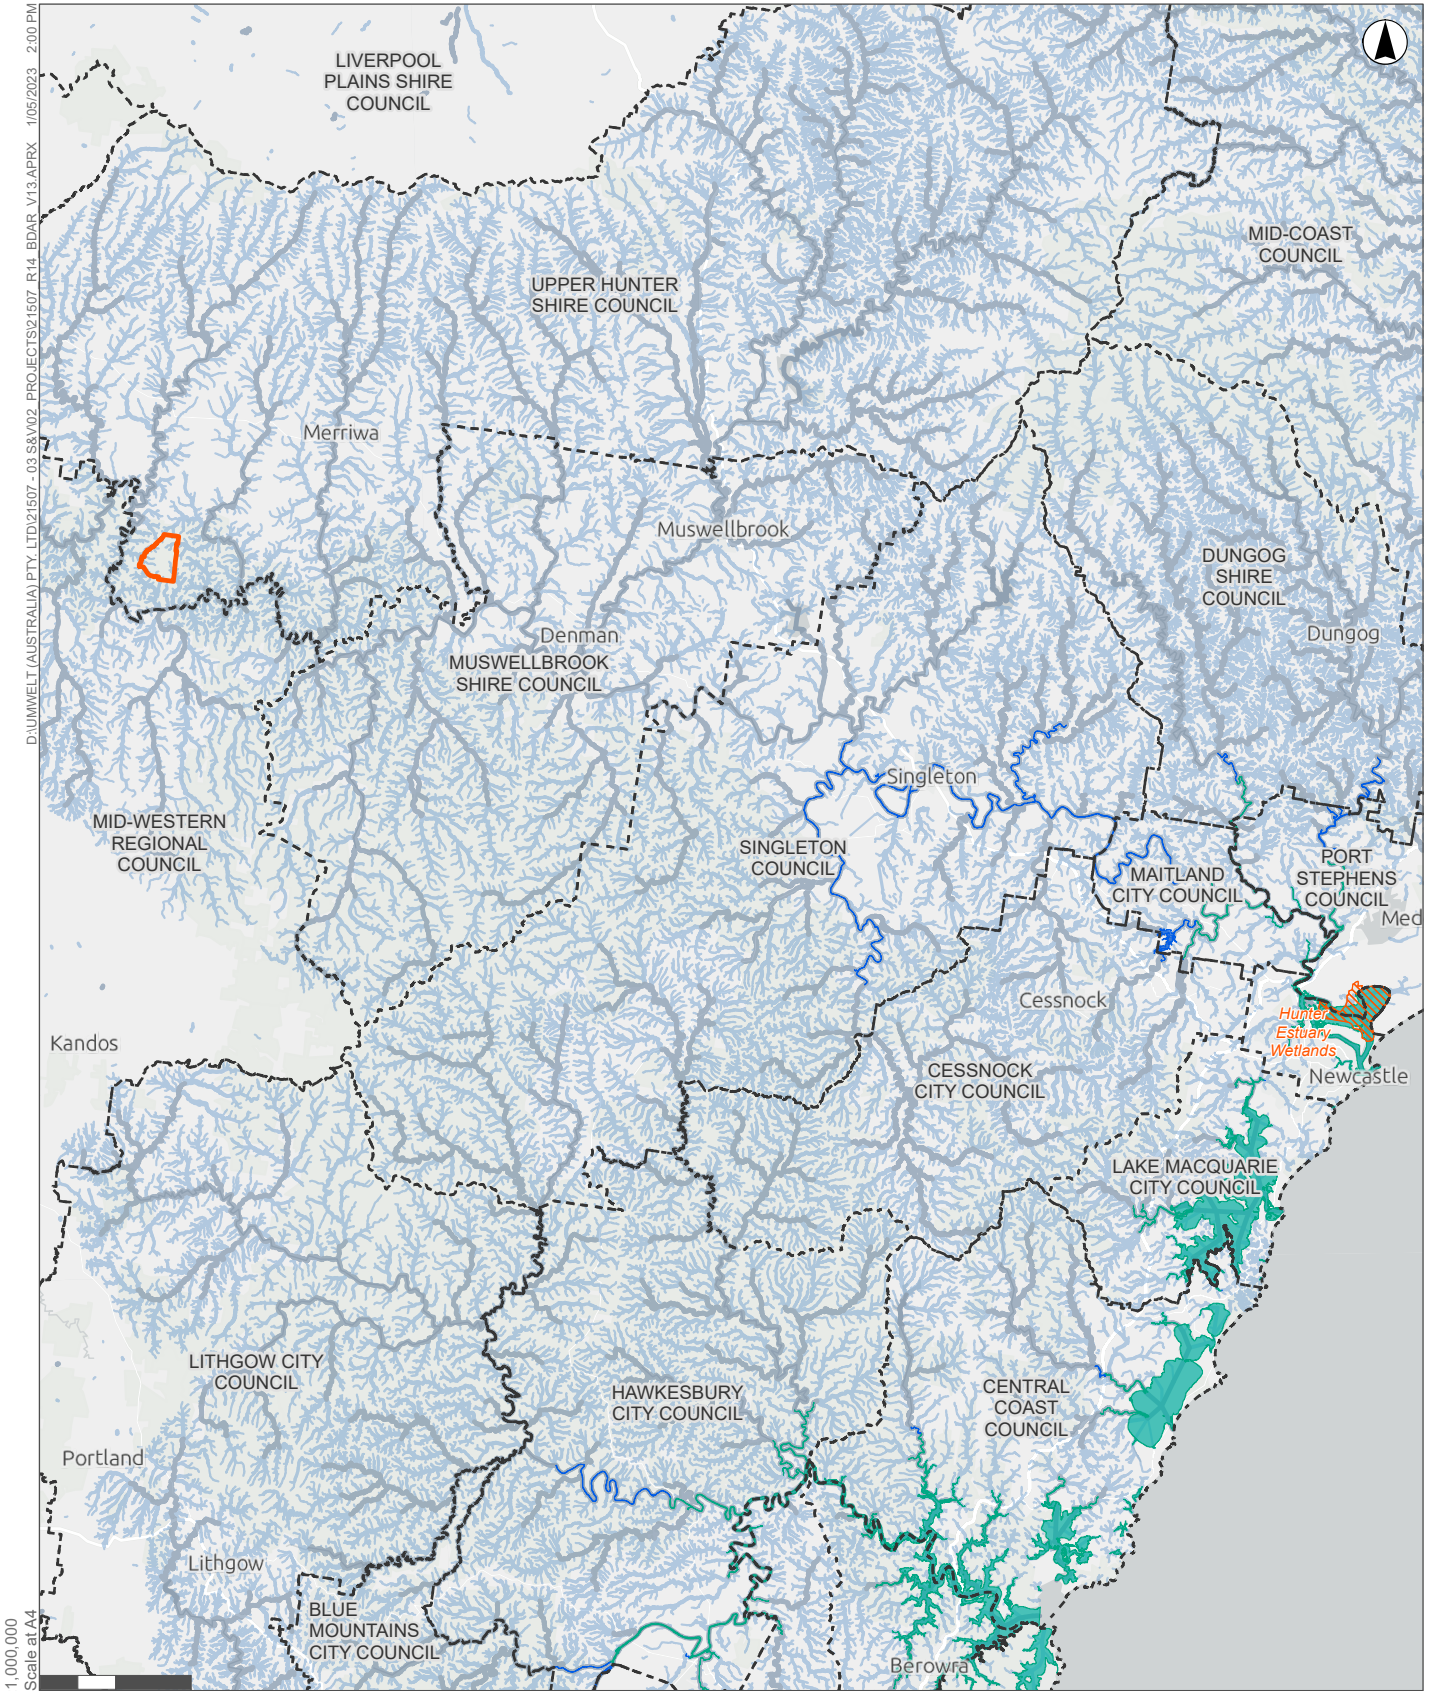 D:\UMWELT (AUSTRALIA) PTY. LTD\21507 - 03 S&V\02_PROJECTS\21507_R14_BDAR_V13.APRX 1/05/2023 2:00 PM
LIVERPOOL
PLAINS SHIRE
COUNCIL
MID-COAST
COUNCIL
UPPER HUNTER
SHIRE COUNCIL
Merriwa
Muswellbrook
DUNGOG
SHIRE
COUNCIL
Dungog
Denman
MUSWELLBROOK
SHIRE COUNCIL
Singleton
MID-WESTERN
REGIONAL
COUNCIL
SINGLETON
COUNCIL
MAITLAND
CITY COUNCIL
PORT
STEPHENS
COUNCIL
Med
Cessnock
Hunter
Estuary
Wetlands
Kandos
CESSNOCK
CITY COUNCIL
Newcastle
LAKE MACQUARIE
CITY COUNCIL
LITHGOW CITY
COUNCIL
HAWKESBURY
CITY COUNCIL
CENTRAL
COAST
COUNCIL
Portland
Lithgow
BLUE
MOUNTAINS
CITY COUNCIL
Berowra
1,000,000
Scale at A4